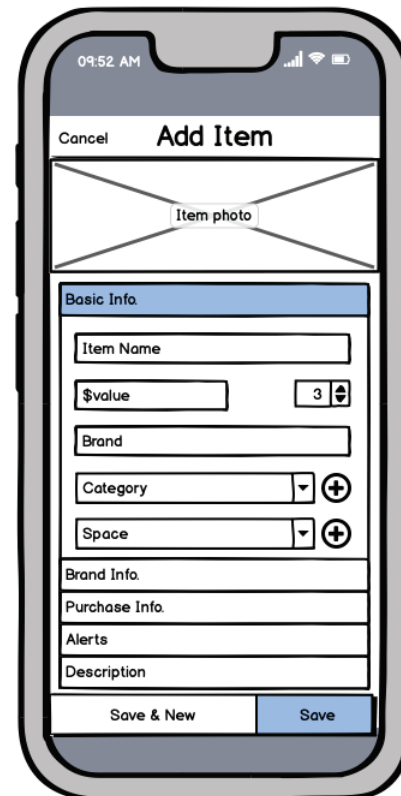 09:52 AM
Cancel Add Item
Item photo
Basic Info.
Item Name
$value 3
Brand
Category
Space
Brand Info.
Purchase Info.
Alerts
Description
Save & New Save